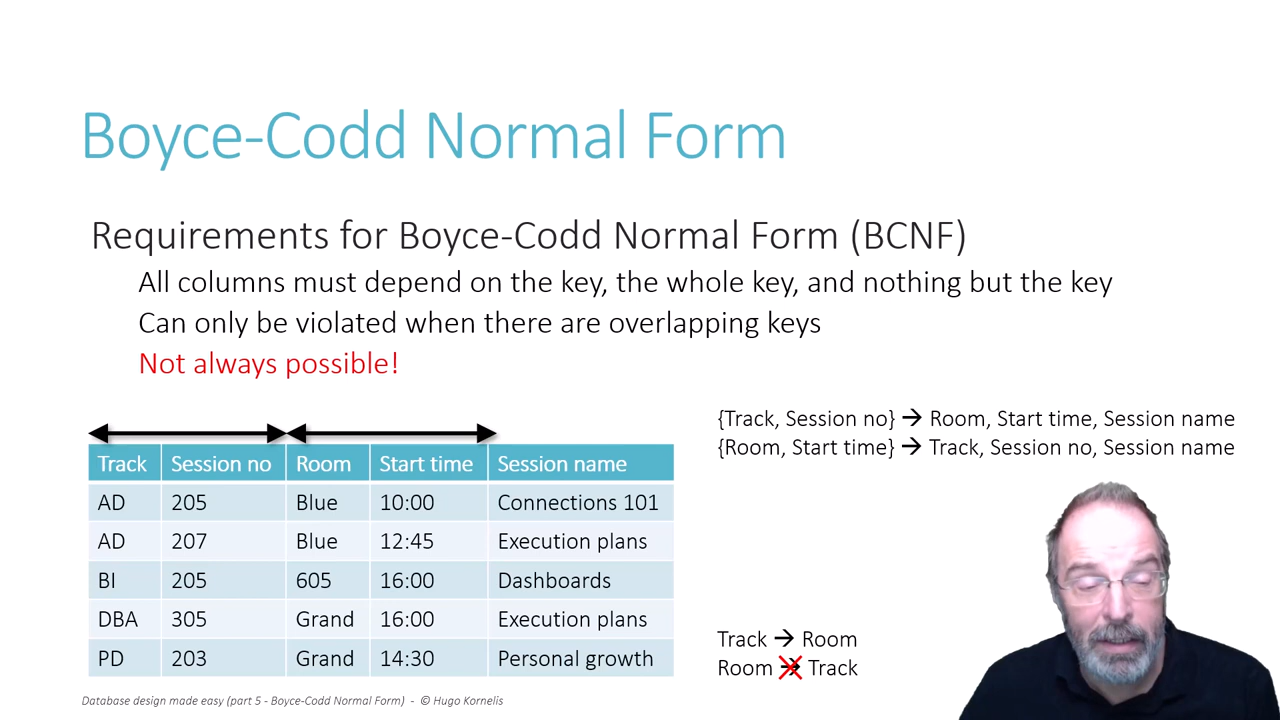 Boyce-Codd Normal Form
Requirements for Boyce-Codd Normal Form (BCNF)
All columns must depend on the key, the whole key, and nothing but the key
Can only be violated when there are overlapping keys
Not always possible!
{Track, Session no} → Room, Start time, Session name
{Room, Start time} → Track, Session no, Session name
Track Session no Room Start time Session name
AD 205 Blue 10:00 Connections 101
AD 207 Blue 12:45 Execution plans
BI 205 605 16:00 Dashboards
DBA 305 Grand 16:00 Execution plans
PD 203 Grand 14:30 Personal growth
Track → Room
Room → Track
Database design made easy (part 5 - Boyce-Codd Normal Form) - © Hugo Kornelis